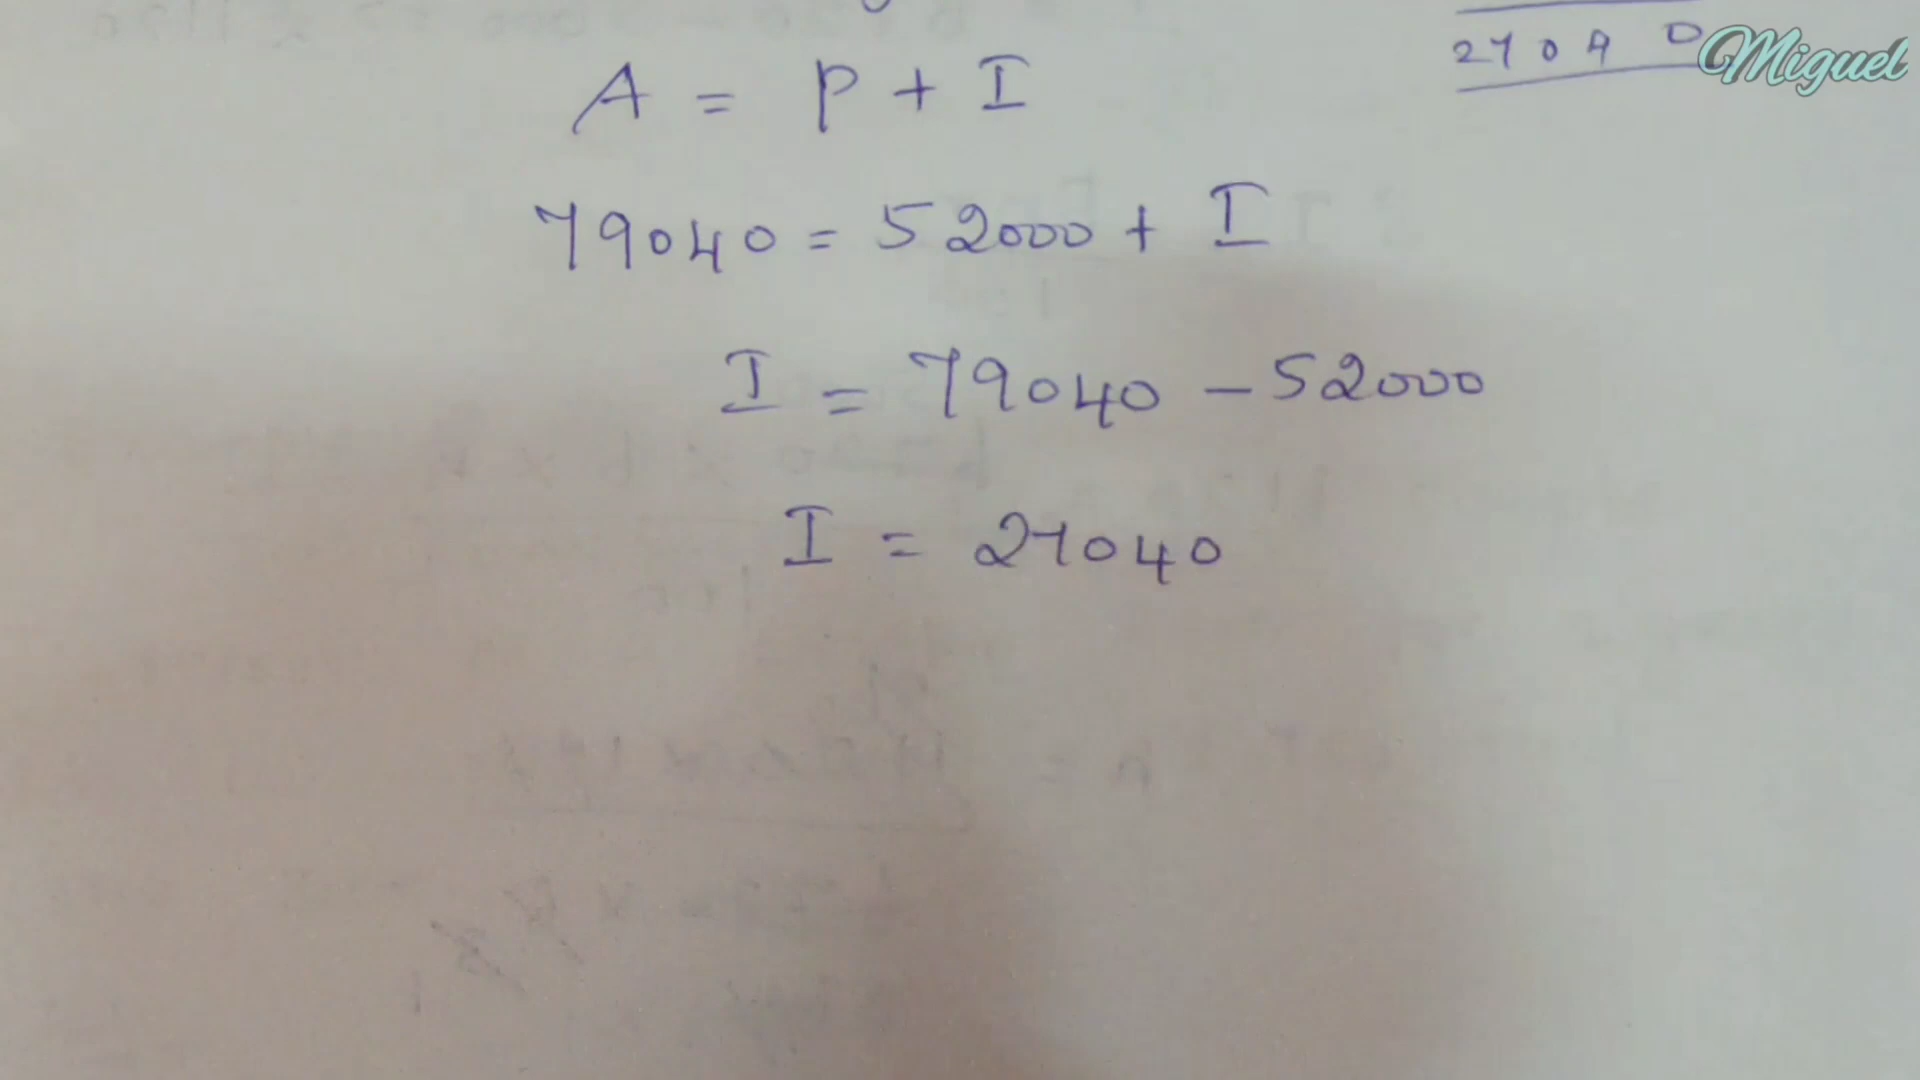 27040
Miguel
A = P + I
79040 = 52000 + I
I = 79040 - 52000
I = 27040